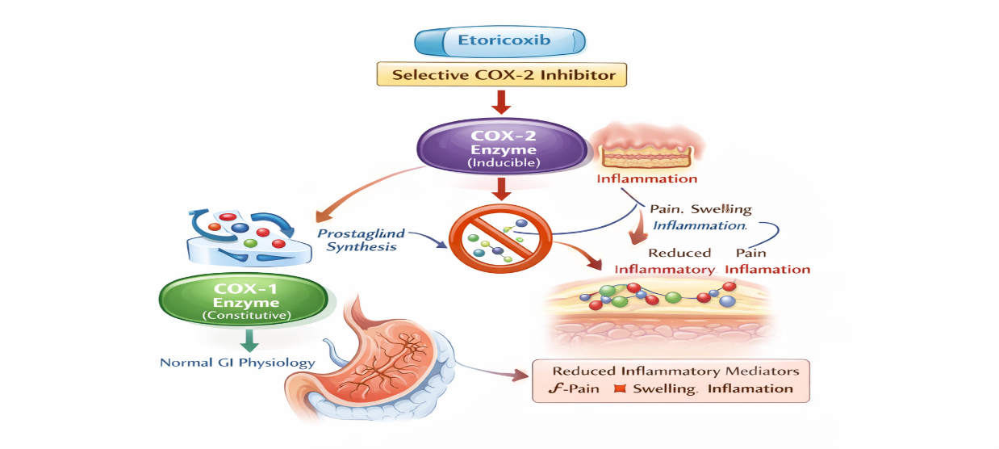 Etoricoxib
Selective COX-2 Inhibitor
COX-2
Enzyme
(Inducible)
Inflammation
Pain. Swelling
Inflammation.
Prostaglind
Synthesis
Reduced Pain
Inflammatory. Inflamation
COX-1
Enzyme
(Constitutive)
Normal GI Physiology
Reduced Inflammatory Mediators
f-Pain Swelling. Inflamation